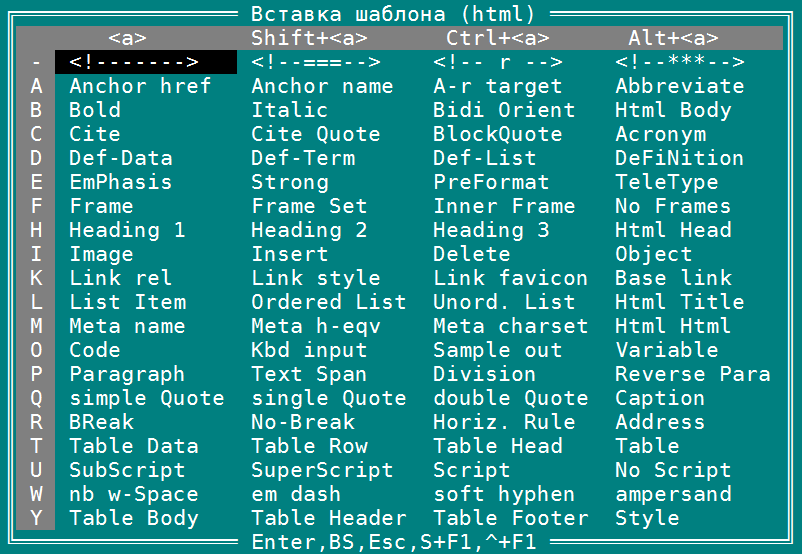 Вставка шаблона (html)
<a> Shift+<a> Ctrl+<a> Alt+<a>
- <!-------> <!--===--> <!-- r --> <!--***-->
A Anchor href Anchor name A-r target Abbreviate
B Bold Italic Bidi Orient Html Body
C Cite Cite Quote BlockQuote Acronym
D Def-Data Def-Term Def-List DeFiNition
E EmPhasis Strong PreFormat TeleType
F Frame Frame Set Inner Frame No Frames
H Heading 1 Heading 2 Heading 3 Html Head
I Image Insert Delete Object
K Link rel Link style Link favicon Base link
L List Item Ordered List Unord. List Html Title
M Meta name Meta h-eqv Meta charset Html Html
O Code Kbd input Sample out Variable
P Paragraph Text Span Division Reverse Para
Q simple Quote single Quote double Quote Caption
R BReak No-Break Horiz. Rule Address
T Table Data Table Row Table Head Table
U SubScript SuperScript Script No Script
W nb w-Space em dash soft hyphen ampersand
Y Table Body Table Header Table Footer Style
Enter,BS,Esc,S+F1,^+F1